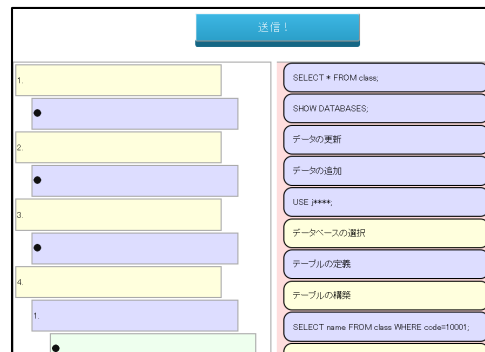 送信！
1.
●
2.
●
3.
●
4.
1.
●
SELECT * FROM class;
SHOW DATABASES;
データの更新
データの追加
USE j****;
データベースの選択
テーブルの定義
テーブルの構築
SELECT name FROM class WHERE code=10001;